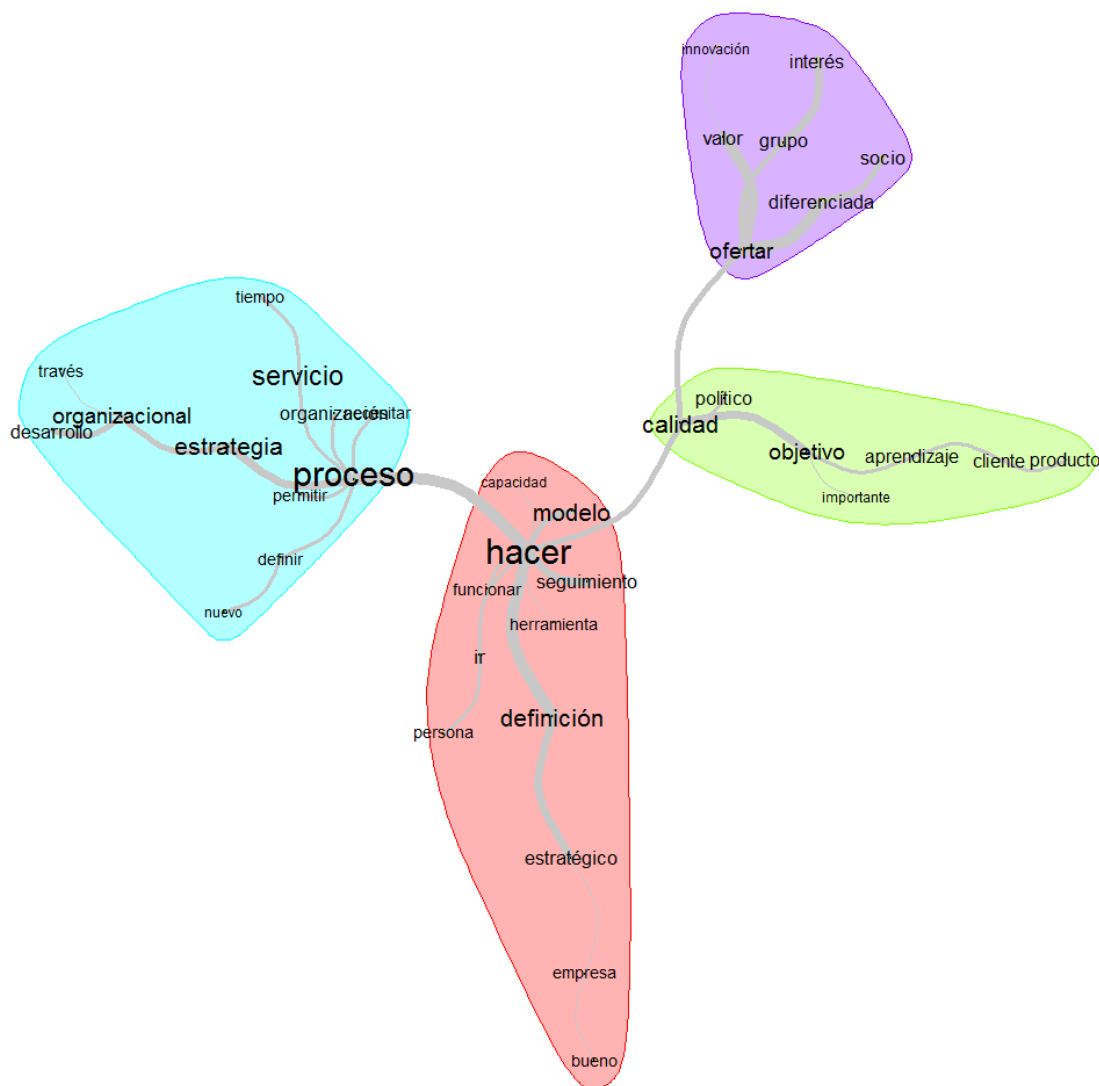 innovación
interés
valor
grupo
socio
diferenciada
ofertar
tiempo
través
servicio
organizacional
organización
desarrollo
estrategia
proceso
permitir
definir
nuevo
político
calidad
objetivo
aprendizaje
cliente
producto
importante
capacidad
modelo
hacer
seguimiento
funcionar
herramienta
ir
definición
persona
estratégico
empresa
bueno